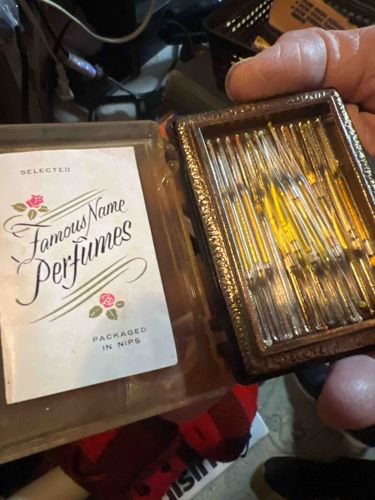 SELECTED
Famous Name
Perfumes
PACKAGED
IN NIPS